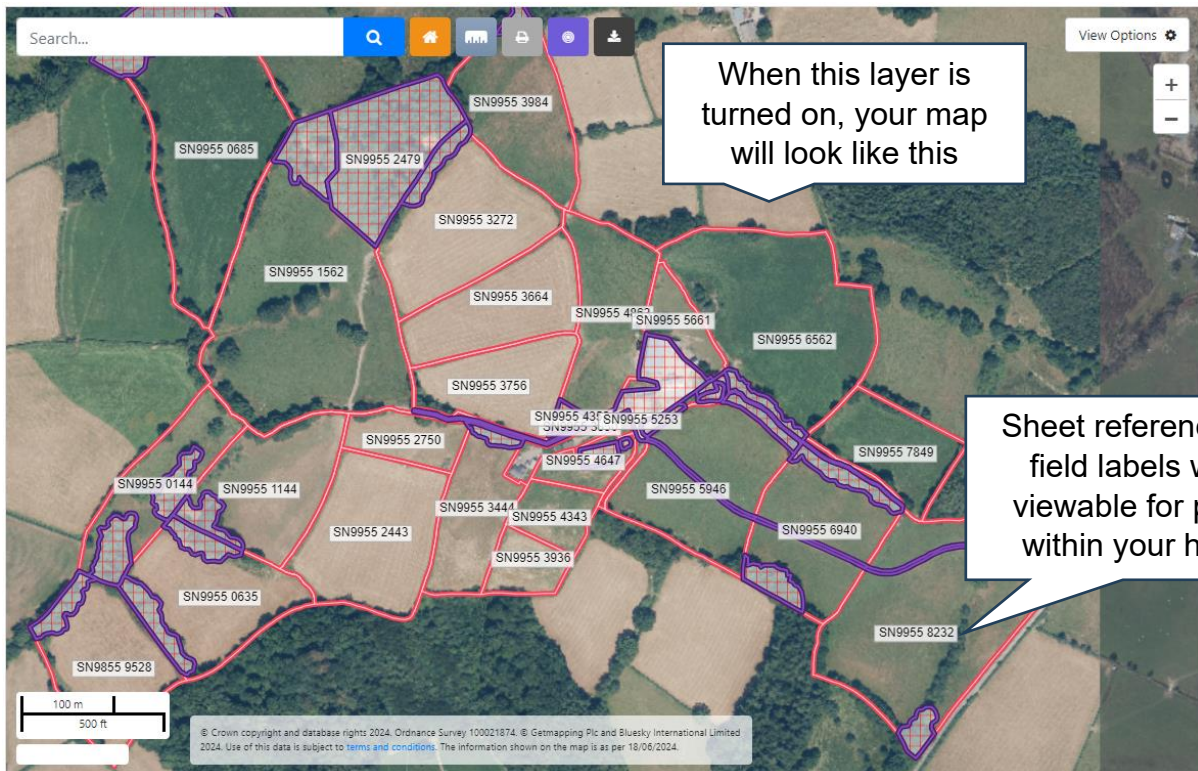 Search...
View Options
+
−
When this layer is
turned on, your map
will look like this
SN9955 3984
SN9955 0685
SN9955 2479
SN9955 3272
SN9955 1562
SN9955 3664
SN9955 5661
SN9955 6562
SN9955 3756
SN9955 5253
SN9955 2750
SN9955 4647
SN9955 7849
SN9955 0144
SN9955 1144
SN9955 5946
SN9955 3444
SN9955 4343
SN9955 2443
SN9955 6940
SN9955 3936
SN9955 0635
SN9955 8232
SN9855 9528
Sheet
field labels
viewable for
within your
100 m
500 ft
© Crown copyright and database rights 2024. Ordnance Survey 100021874. © Getmapping Plc and Bluesky International Limited
2024. Use of this data is subject to terms and conditions. The information shown on the map is as per 18/06/2024.